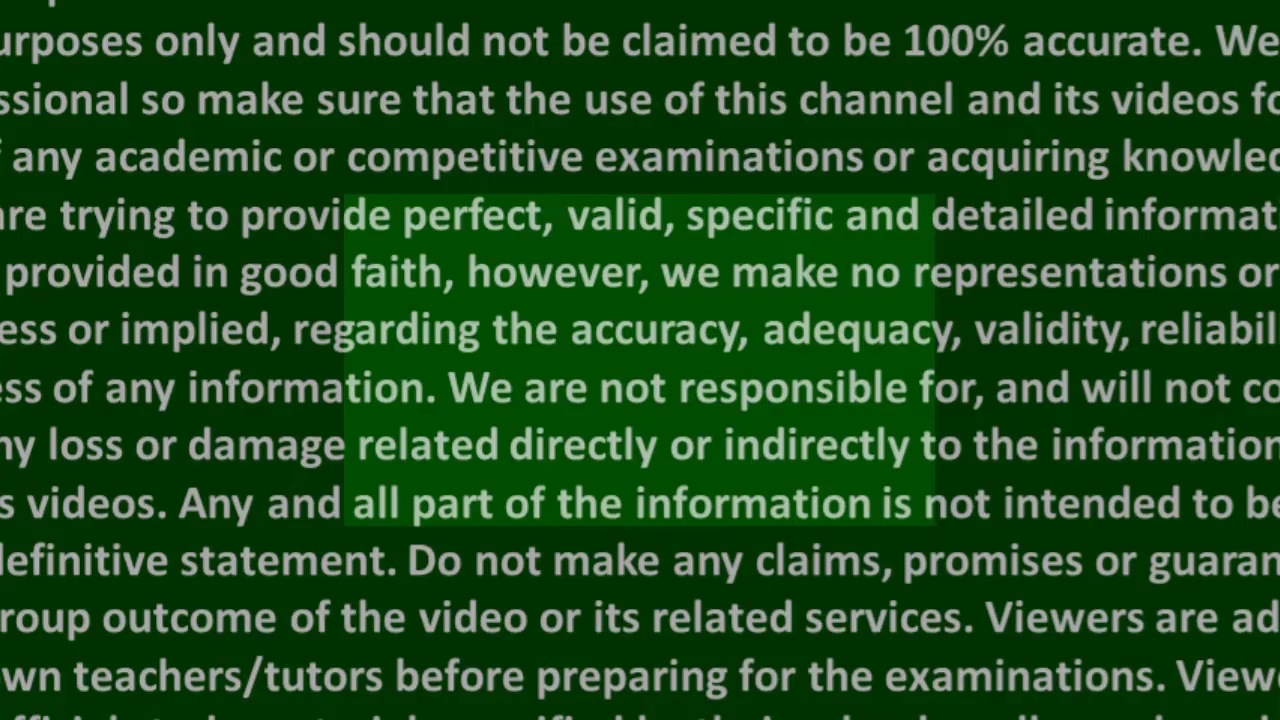 urposes only and should not be claimed to be 100% accurate. We
ssional so make sure that the use of this channel and its videos fo
any academic or competitive examinations or acquiring knowled
are trying to provide perfect, valid, specific and detailed informat
provided in good faith, however, we make no representations or
ess or implied, regarding the accuracy, adequacy, validity, reliabil
ess of any information. We are not responsible for, and will not co
ny loss or damage related directly or indirectly to the information
s videos. Any and all part of the information is not intended to be
definitive statement. Do not make any claims, promises or guaran
roup outcome of the video or its related services. Viewers are ad
wn teachers/tutors before preparing for the examinations. Viewe